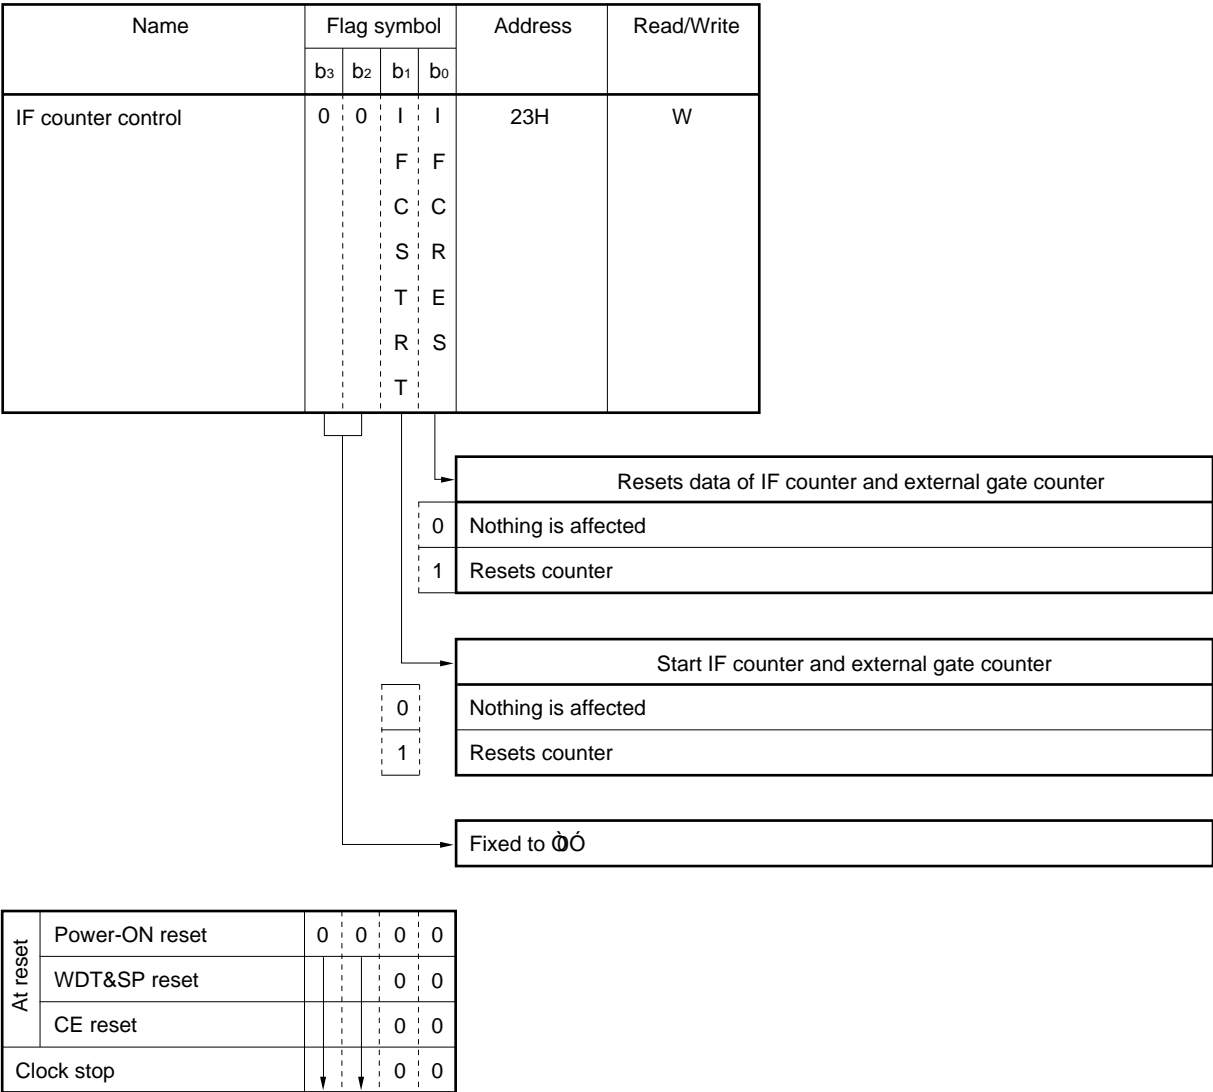 Name Flag symbol Address Read/Write
b3 b2 b1 b0
IF counter control 0 0 I I 23H W
F F
C C
S R
T E
R S
T
Resets data of IF counter and external gate counter
0 Nothing is affected
1 Resets counter
Start IF counter and external gate counter
0 Nothing is affected
1 Resets counter
Fixed to
At reset
Power-ON reset 0 0 0 0
WDT&SP reset 0 0
CE reset 0 0
Clock stop 0 0